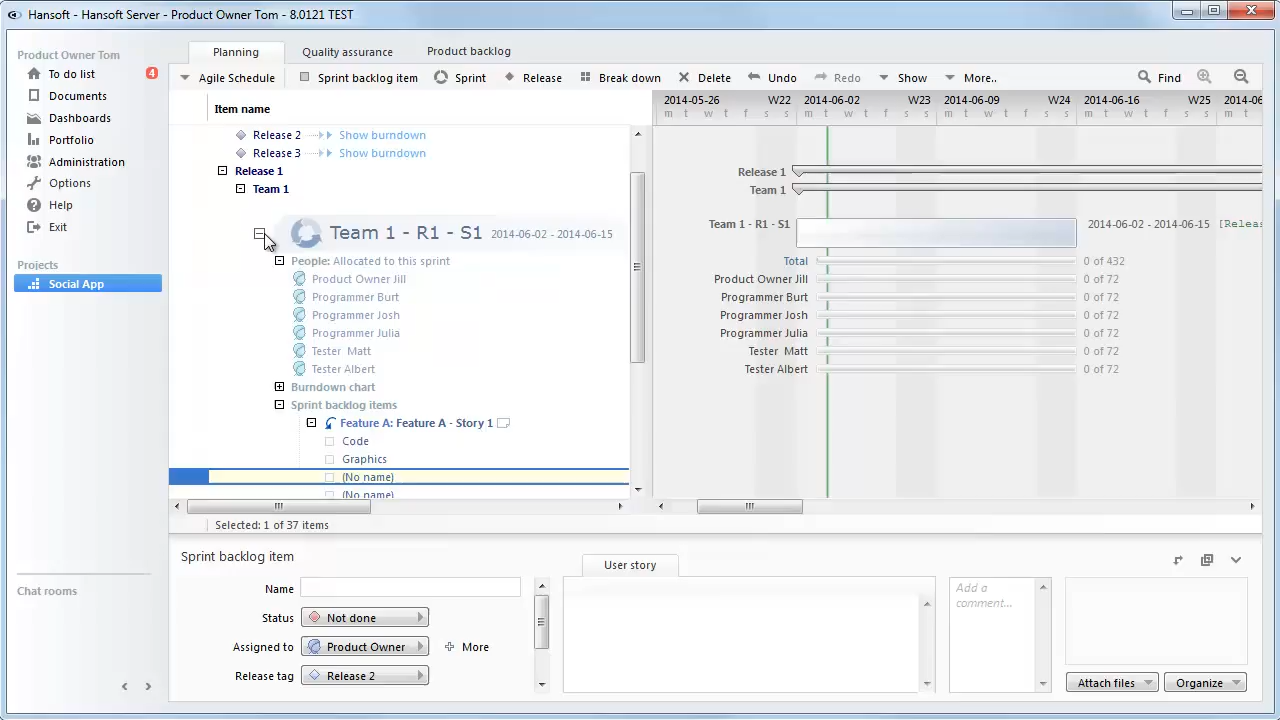 Hansoft - Hansoft Server - Product Owner Tom - 8.0121 TEST
Product Owner Tom
To do list 4
Documents
Dashboards
Portfolio
Administration
Options
Help
Exit
Projects
Social App
Chat rooms
Planning Quality assurance Product backlog
Agile Schedule Sprint backlog item Sprint Release Break down Delete Undo Redo Show More.. Find
Item name
Release 2 Show burndown
Release 3 Show burndown
Release 1
Team 1
Team 1 - R1 - S1 2014-06-02 - 2014-06-15
People: Allocated to this sprint
Product Owner Jill
Programmer Burt
Programmer Josh
Programmer Julia
Tester Matt
Tester Albert
Burndown chart
Sprint backlog items
Feature A: Feature A - Story 1
Code
Graphics
(No name)
(No name)
2014-05-26 W22 2014-06-02 W23 2014-06-09 W24 2014-06-16 W25 2014-06
m t w t f s m t w t f s m t w t f s m t w t f s m t
Release 1
Team 1
Team 1 - R1 - S1 2014-06-02 - 2014-06-15 [Releas
Total 0 of 432
Product Owner Jill 0 of 72
Programmer Burt 0 of 72
Programmer Josh 0 of 72
Programmer Julia 0 of 72
Tester Matt 0 of 72
Tester Albert 0 of 72
Selected: 1 of 37 items
Sprint backlog item
Name
Status Not done
Assigned to Product Owner More
Release tag Release 2
User story
Add a
comment...
Attach files Organize